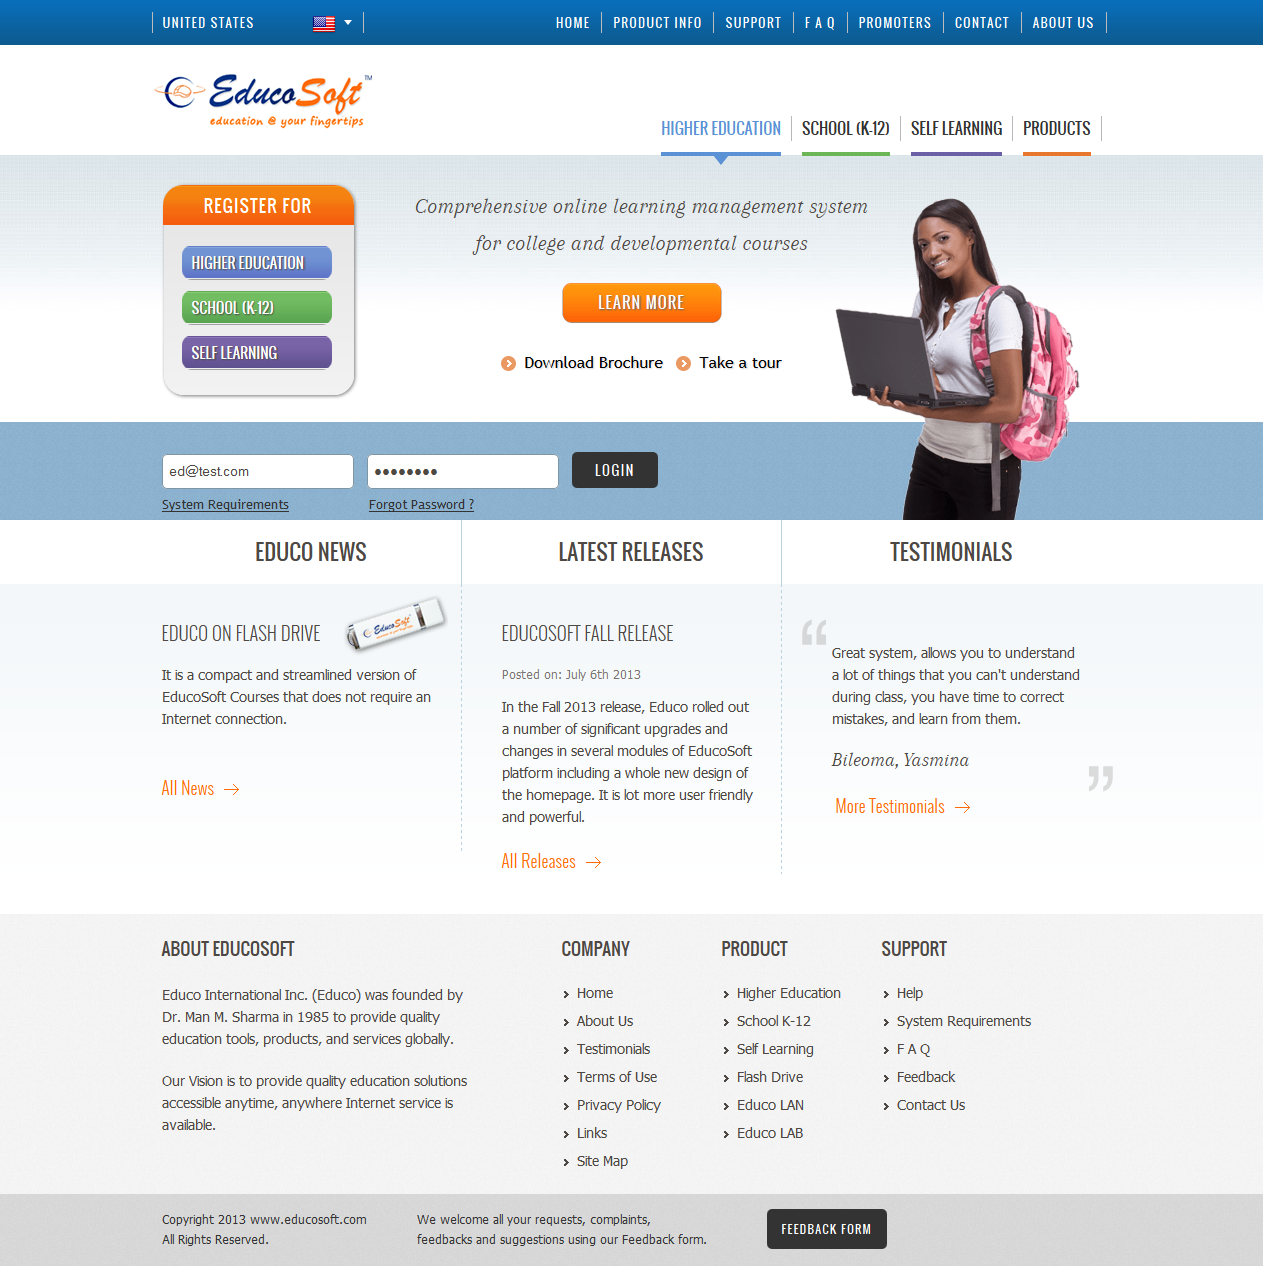 UNITED STATES
HOME PRODUCT INFO SUPPORT F A Q PROMOTERS CONTACT ABOUT US
EducoSoft™
education @ your fingertips
HIGHER EDUCATION SCHOOL (K-12) SELF LEARNING PRODUCTS
REGISTER FOR
HIGHER EDUCATION
SCHOOL (K-12)
SELF LEARNING
Comprehensive online learning management system
for college and developmental courses
LEARN MORE
Download Brochure Take a tour
ed@test.com
●●●●●●●●
LOGIN
System Requirements Forgot Password ?
EDUCO NEWS
EDUCO ON FLASH DRIVE
EducoSoft
It is a compact and streamlined version of
EducoSoft Courses that does not require an
Internet connection.
All News
LATEST RELEASES
EDUCOSOFT FALL RELEASE
Posted on: July 6th 2013
In the Fall 2013 release, Educo rolled out
a number of significant upgrades and
changes in several modules of EducoSoft
platform including a whole new design of
the homepage. It is lot more user friendly
and powerful.
All Releases
TESTIMONIALS
“
Great system, allows you to understand
a lot of things that you can't understand
during class, you have time to correct
mistakes, and learn from them.
Bileoma, Yasmina
”
More Testimonials
ABOUT EDUCOSOFT
Educo International Inc. (Educo) was founded by
Dr. Man M. Sharma in 1985 to provide quality
education tools, products, and services globally.
Our Vision is to provide quality education solutions
accessible anytime, anywhere Internet service is
available.
COMPANY
Home
About Us
Testimonials
Terms of Use
Privacy Policy
Links
Site Map
PRODUCT
Higher Education
School K-12
Self Learning
Flash Drive
Educo LAN
Educo LAB
SUPPORT
Help
System Requirements
F A Q
Feedback
Contact Us
Copyright 2013 www.educosoft.com
All Rights Reserved.
We welcome all your requests, complaints,
feedbacks and suggestions using our Feedback form.
FEEDBACK FORM